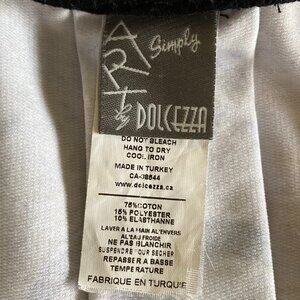 Simply
ART
by
DOLCEZZA
DO NOT BLEACH
HANG TO DRY
COOL IRON
MADE IN TURKEY
CA-38544
www.dolcezza.ca
75%COTON
15% POLYESTER
10% ELASTHANNE
LAVER A LA MAIN A L'ENVERS
AL'EAU FROIDE
NE PAS BLANCHIR
SUSPENDRE POUR SECHER
REPASSER A BASSE
TEMPERATURE
FABRIQUE EN TURQUIE